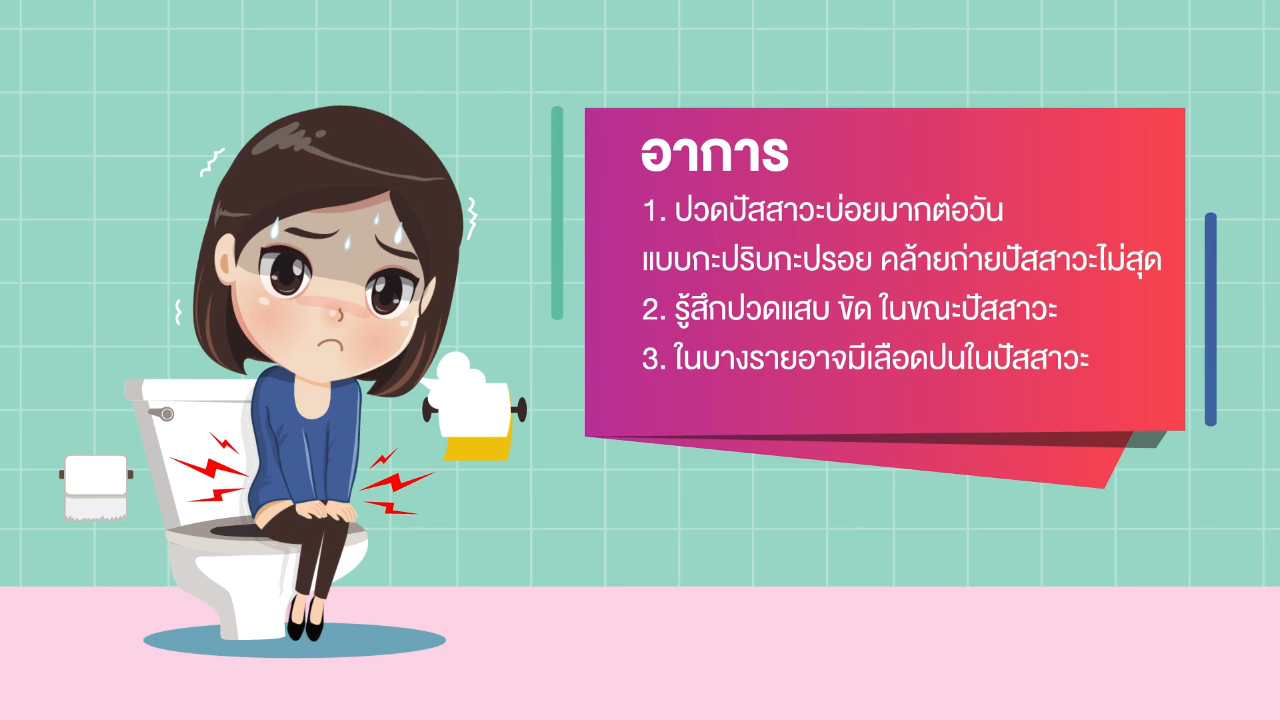 อาการ
1. ปวดปัสสาวะบ่อยมากต่อวัน
แบบกะปริบกะปรอย คล้ายถ่ายปัสสาวะไม่สุด
2. รู้สึกปวดแสบ ขัด ในขณะปัสสาวะ
3. ในบางรายอาจมีเลือดปนในปัสสาวะ